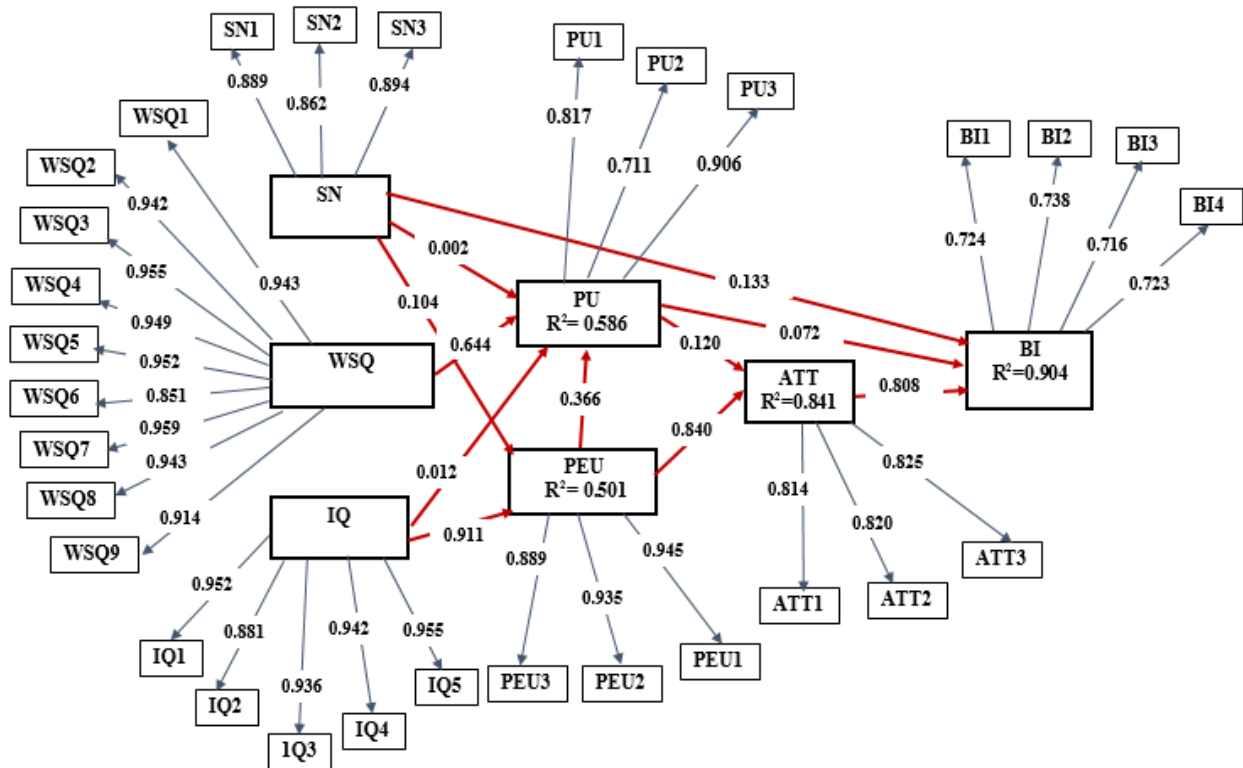 SN1
SN2
SN3
0.889
0.862
0.894
SN
PU1
PU2
PU3
0.817
0.711
0.906
PU
R²= 0.586
BI1
BI2
BI3
BI4
0.724
0.738
0.716
0.723
BI
R²=0.904
WSQ1
WSQ2
WSQ3
WSQ4
WSQ5
WSQ6
WSQ7
WSQ8
WSQ9
0.943
0.942
0.955
0.949
0.952
0.851
0.959
0.943
0.914
WSQ
0.002
0.104
0.133
0.644
0.366
0.012
0.911
0.072
0.120
0.840
0.808
ATT
R²=0.841
0.814
0.820
0.825
ATT1
ATT2
ATT3
PEU
R²= 0.501
0.889
0.935
0.945
PEU3
PEU2
PEU1
IQ
0.952
0.881
0.936
0.942
0.955
IQ1
IQ2
1Q3
IQ4
IQ5